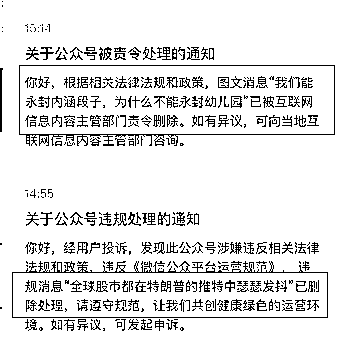 15:14
关于公众号被责令处理的通知
你好，根据相关法律法规和政策，图文消息“我们能
永封内涵段子，为什么不能永封幼儿园”已被互联网
信息内容主管部门责令删除。如有异议，可向当地互
联网信息内容主管部门咨询。
14:55
关于公众号违规处理的通知
你好，经用户投诉，发现此公众号涉嫌违反相关法律
法规和政策，违反《微信公众平台运营规范》，违
规消息“全球股市都在特朗普的推特中瑟瑟发抖”已删
除处理，请遵守规范，让我们共创健康绿色的运营环
境。如有异议，可发起申诉。